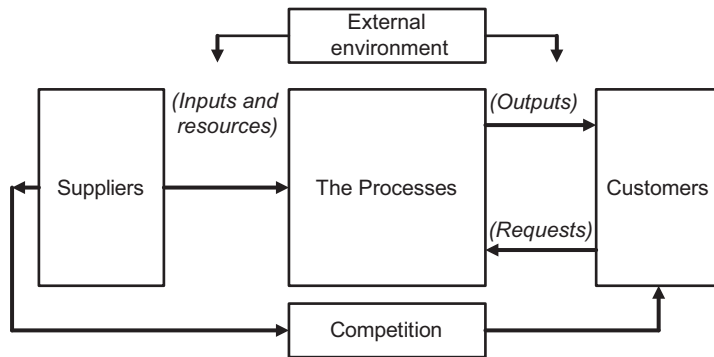 External
environment
(Inputs and
resources)
(Outputs)
Suppliers
The Processes
Customers
(Requests)
Competition